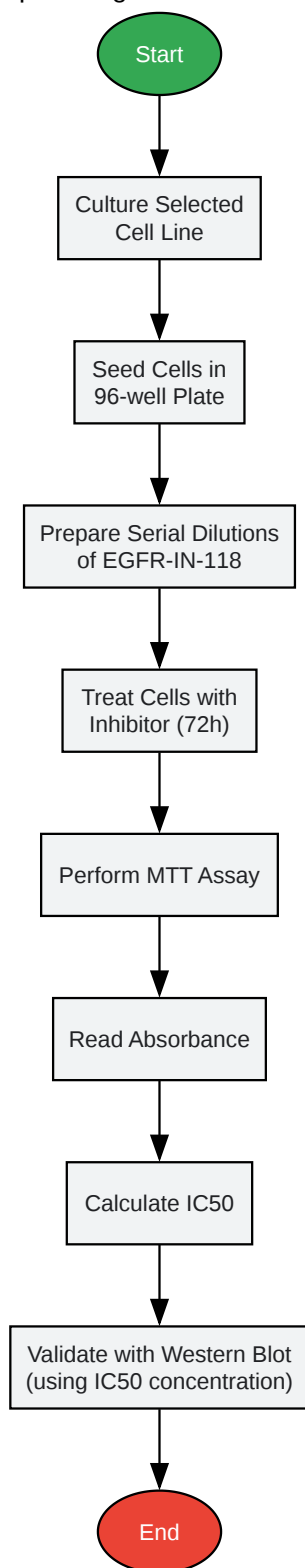 Start
Culture Selected
Cell Line
Seed Cells in
96-well Plate
Prepare Serial Dilutions
of EGFR-IN-118
Treat Cells with
Inhibitor (72h)
Perform MTT Assay
Read Absorbance
Calculate IC50
Validate with Western Blot
(using IC50 concentration)
End